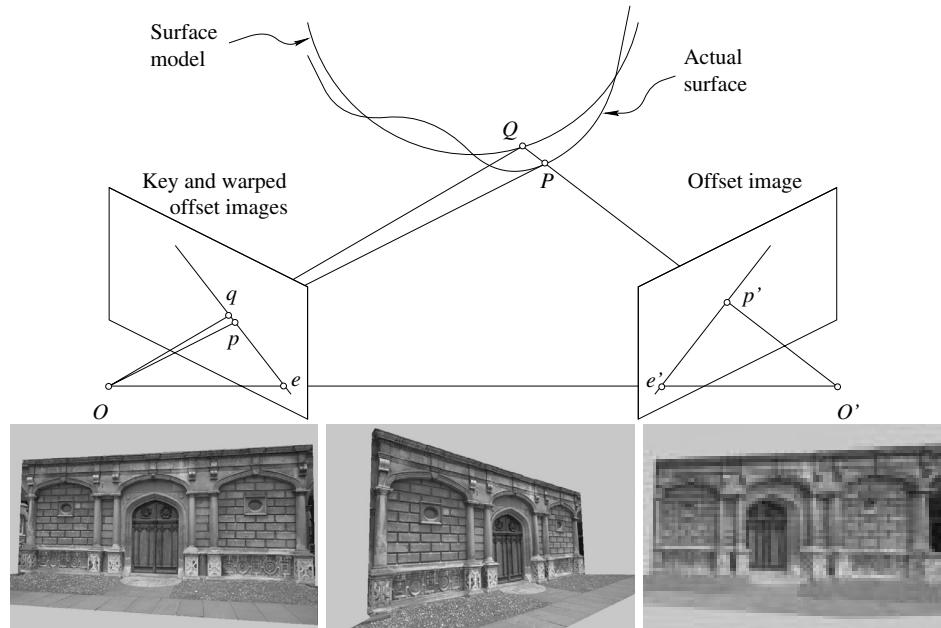 Surface
model
Actual
surface
Q
P
Key and warped
offset images
Offset image
q
p
p'
e
e'
O
O'